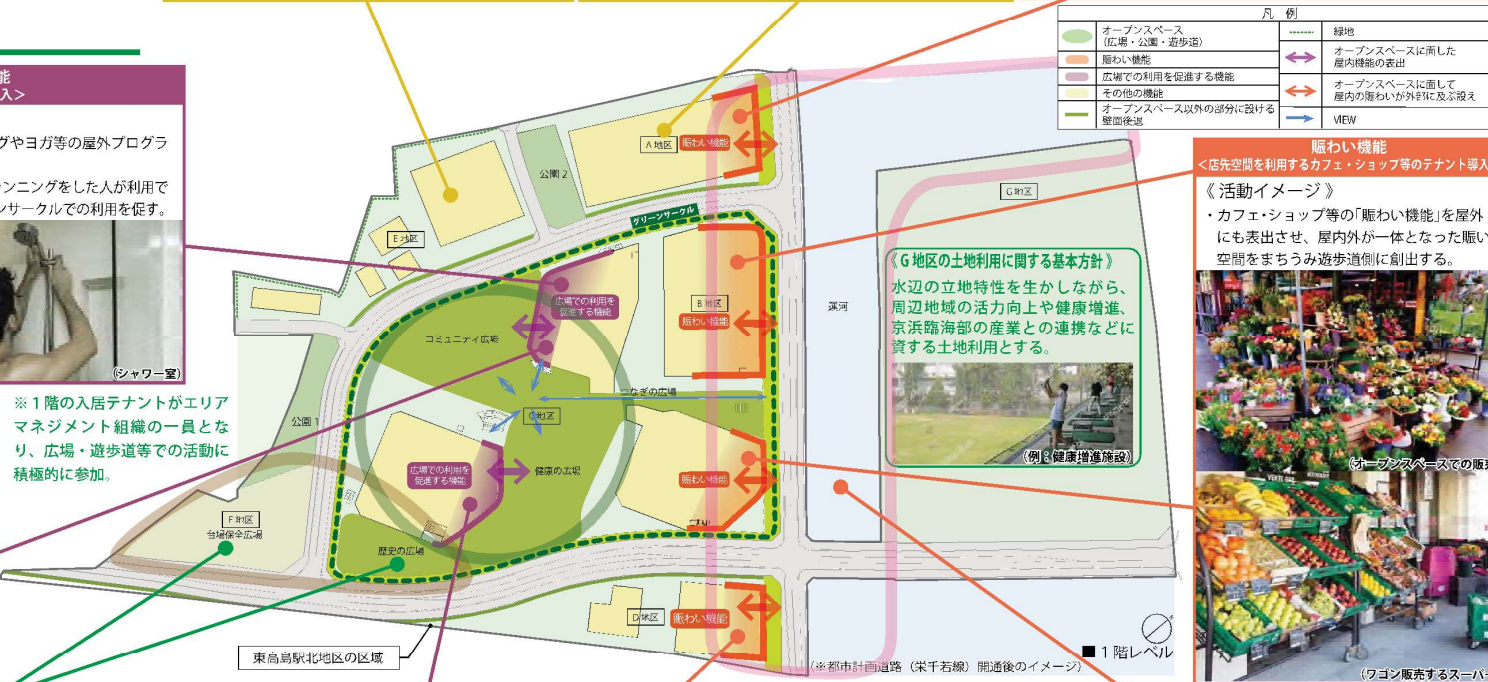 凡 例
オープンスペース
(広場・公園・遊歩道)
賑わい機能
広場での利用を促進する機能
その他の機能
オープンスペース以外の部分に設ける
壁面後退
緑地
オープンスペースに面した
屋内機能の表出
オープンスペースに面して
屋内の賑わいが外部に及ぶ設え
VIEW
能
入>
グやヨガ等の屋外プログラ
ンニングをした人が利用で
ンサークルでの利用を促す。
(シャワー室)
※1階の入居テナントがエリア
マネジメント組織の一員とな
り、広場・遊歩道等での活動に
積極的に参加。
A地区
賑わい機能
公園2
グリーンサークル
E地区
広場での利用を
促進する機能
コミュニティ広場
B地区
賑わい機能
つなぎの広場
C地区
公園1
広場での利用を
促進する機能
健康の広場
賑わい機能
F地区
台場保全広場
歴史の広場
D地区
賑わい機能
東高島駅北地区の区域
運河
G地区
《G地区の土地利用に関する基本方針》
水辺の立地特性を生かしながら、
周辺地域の活力向上や健康増進、
京浜臨海部の産業との連携などに
資する土地利用とする。
(例:健康増進施設)
■1階レベル
(※都市計画道路(栄千若線)開通後のイメージ)
賑わい機能
<店先空間を利用するカフェ・ショップ等のテナント導入
《活動イメージ》
・カフェ・ショップ等の「賑わい機能」を屋外
にも表出させ、屋内外が一体となった賑い
空間をまちうみ遊歩道側に創出する。
(オープンスペースでの販売
(ワゴン販売するスーパー